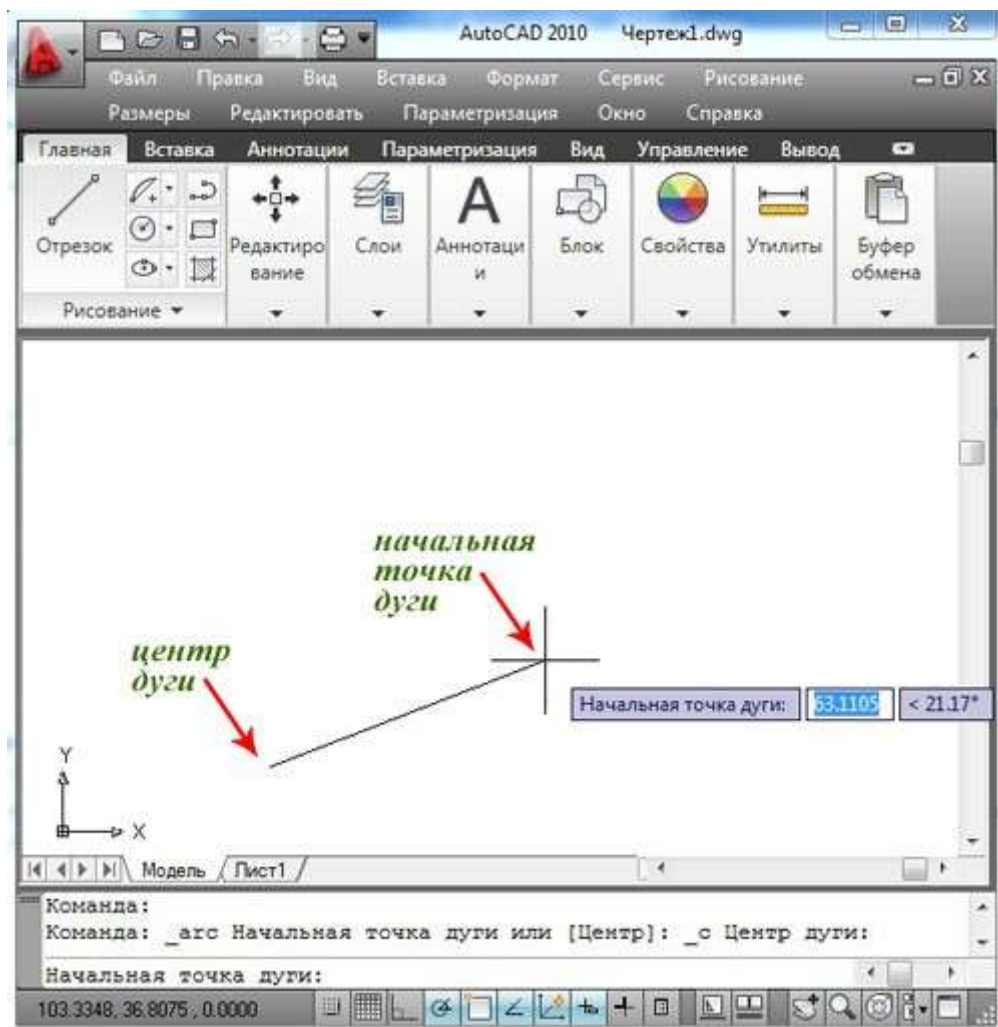 AutoCAD 2010 Чертеж1.dwg
Файл Правка Вид Вставка Формат Сервис Рисование
Размеры Редактировать Параметризация Окно Справка
Главная Вставка Аннотации Параметризация Вид Управление Вывод
Отрезок
Редактиро
вание
Слои
Аннотаци
и
Блок
Свойства
Утилиты
Буфер
обмена
Рисование
начальная
точка
дуги
центр
дуги
Начальная точка дуги: 63.1105 < 21.17°
Y
X
Модель Лист1
Команда:
Команда: _arc Начальная точка дуги или [Центр]: _c Центр дуги:
Начальная точка дуги:
103.3348, 36.8075 , 0.0000